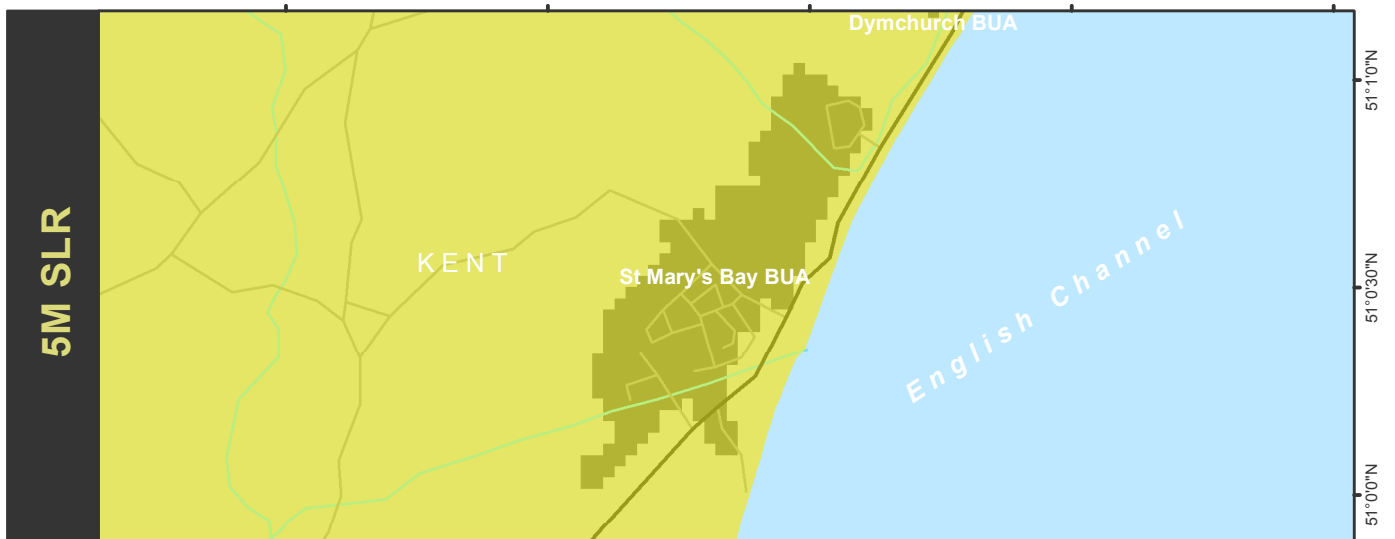 5M SLR
Dymchurch BUA
KENT
St Mary's Bay BUA
English Channel
51°1'0"N
51°0'30"N
51°0'0"N